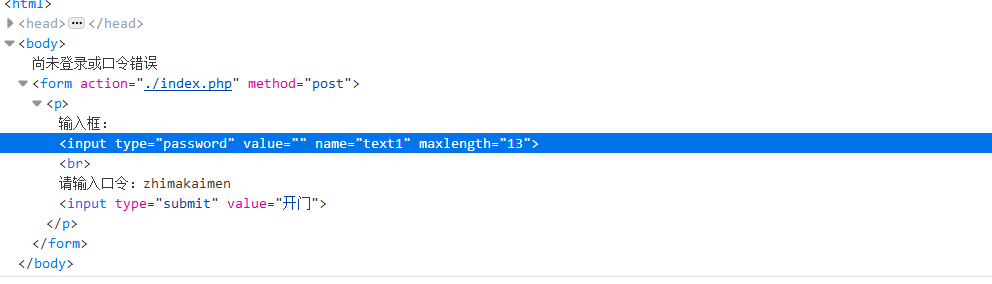 <html>
<head>···</head>
<body>
尚未登录或口令错误
<form action="./index.php" method="post">
<p>
输入框：
<input type="password" value="" name="text1" maxlength="13">
<br>
请输入口令：zhimakaimen
<input type="submit" value="开门">
</p>
</form>
</body>